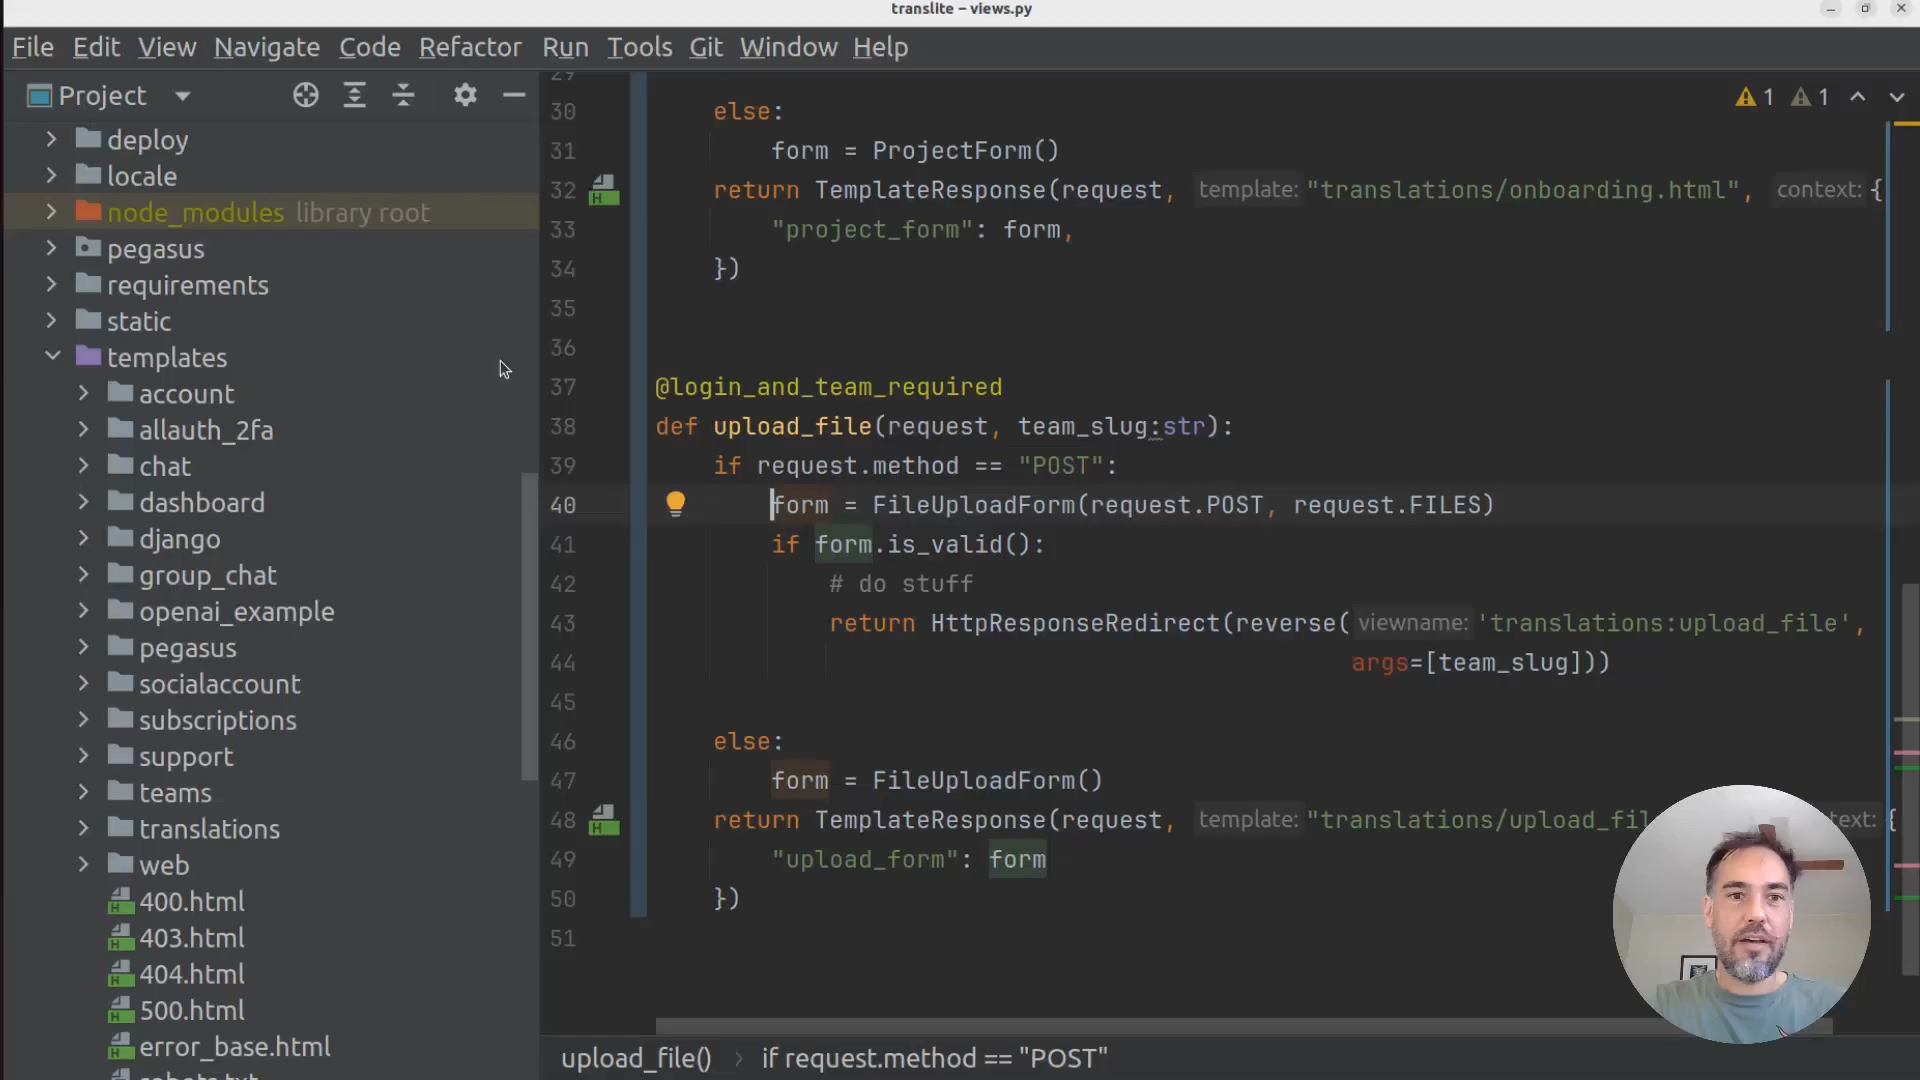 translite – views.py
File Edit View Navigate Code Refactor Run Tools Git Window Help
Project
deploy
locale
node_modules library root
pegasus
requirements
static
templates
account
allauth_2fa
chat
dashboard
django
group_chat
openai_example
pegasus
socialaccount
subscriptions
support
teams
translations
web
400.html
403.html
404.html
500.html
error_base.html
robots.txt
1 1
29
30 else:
31 form = ProjectForm()
32 return TemplateResponse(request, template: "translations/onboarding.html", context: {
33 "project_form": form,
34 })
35
36
37 @login_and_team_required
38 def upload_file(request, team_slug:str):
39 if request.method == "POST":
40 form = FileUploadForm(request.POST, request.FILES)
41 if form.is_valid():
42 # do stuff
43 return HttpResponseRedirect(reverse( viewname: 'translations:upload_file',
44 args=[team_slug]))
45
46 else:
47 form = FileUploadForm()
48 return TemplateResponse(request, template: "translations/upload_fil text: {
49 "upload_form": form
50 })
51
upload_file() › if request.method == "POST"